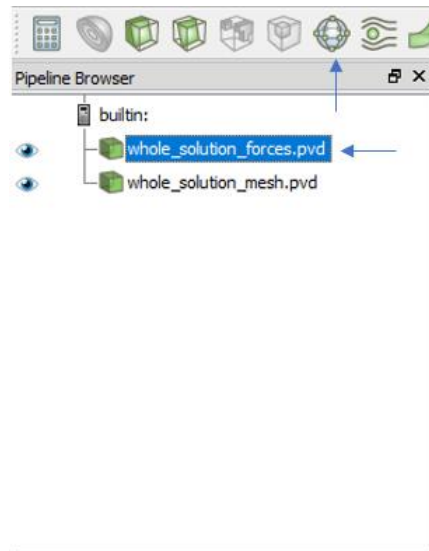 Pipeline Browser
builtin:
whole_solution_forces.pvd
whole_solution_mesh.pvd